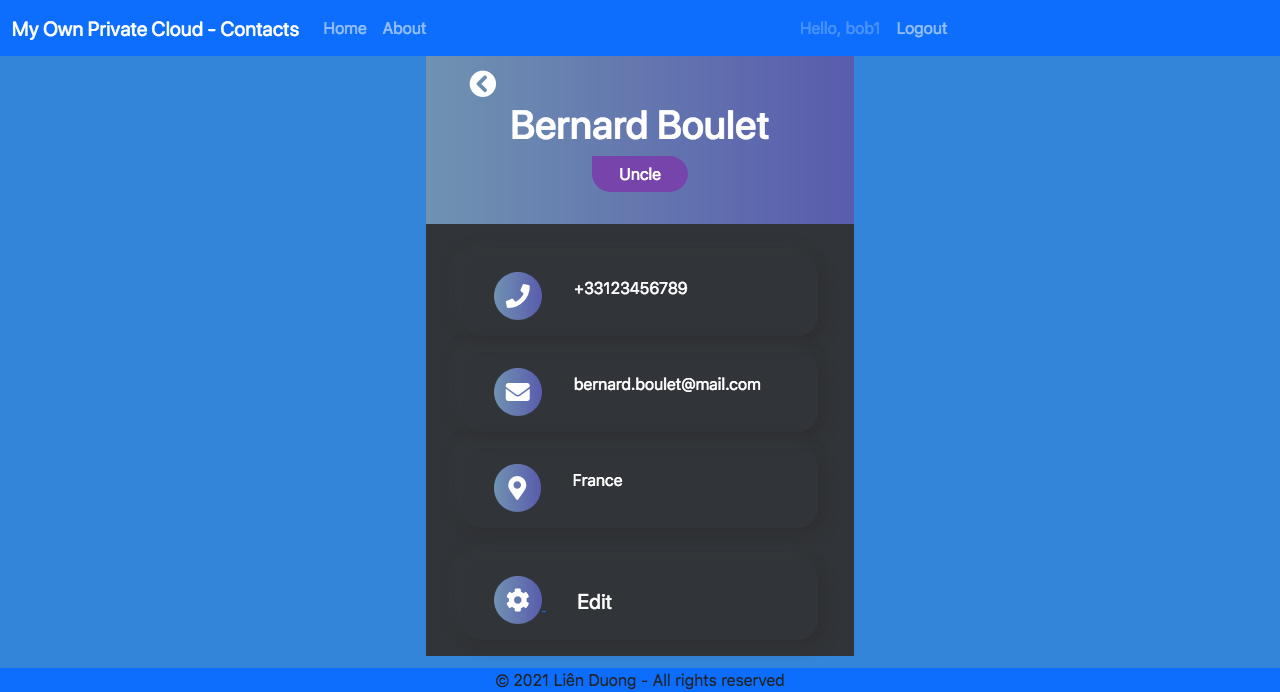 My Own Private Cloud - Contacts Home About Hello, bob1 Logout
Bernard Boulet
Uncle
+33123456789
bernard.boulet@mail.com
France
Edit
© 2021 Liên Duong - All rights reserved